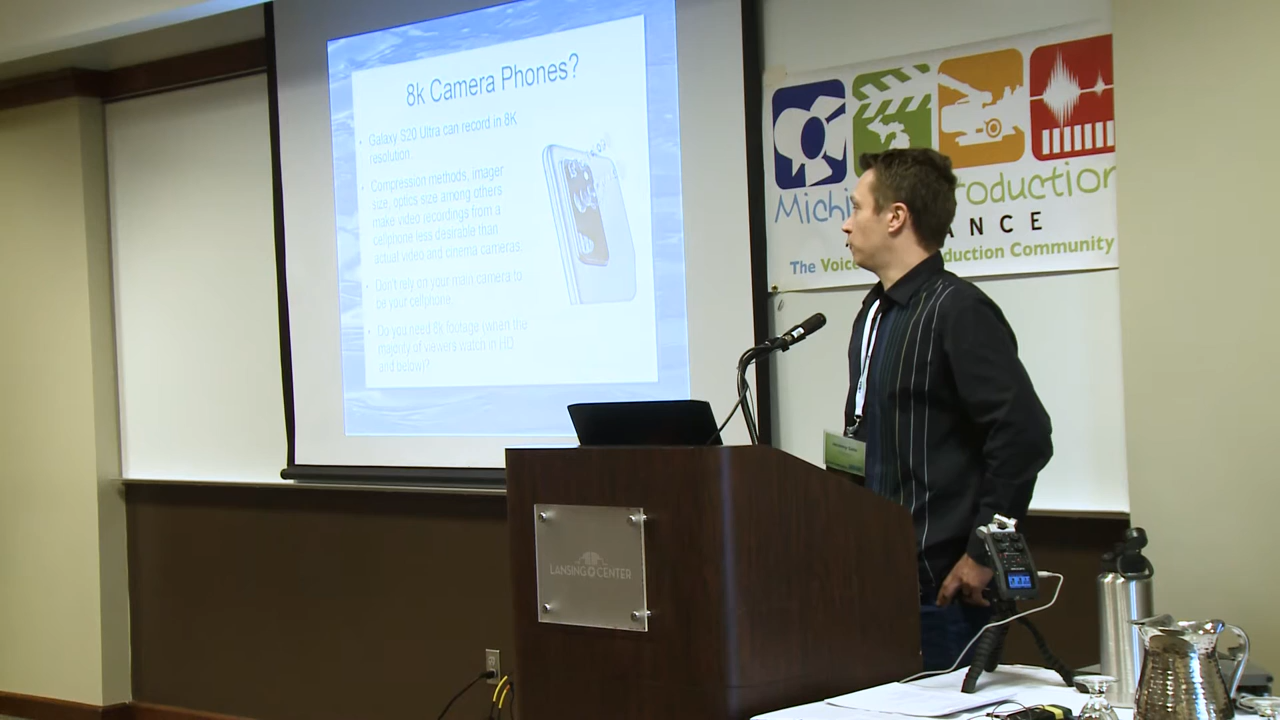 8k Camera Phones?
• Galaxy S20 Ultra can record in 8K
resolution.
• Compression methods, imager
size, optics size among others
make video recordings from a
cellphone less desirable than
actual video and cinema cameras.
• Don't rely on your main camera to
be your cellphone.
• Do you need 8k footage (when the
majority of viewers watch in HD
and below)?
Michi roduction
ANCE
The Voice duction Community
LANSING CENTER